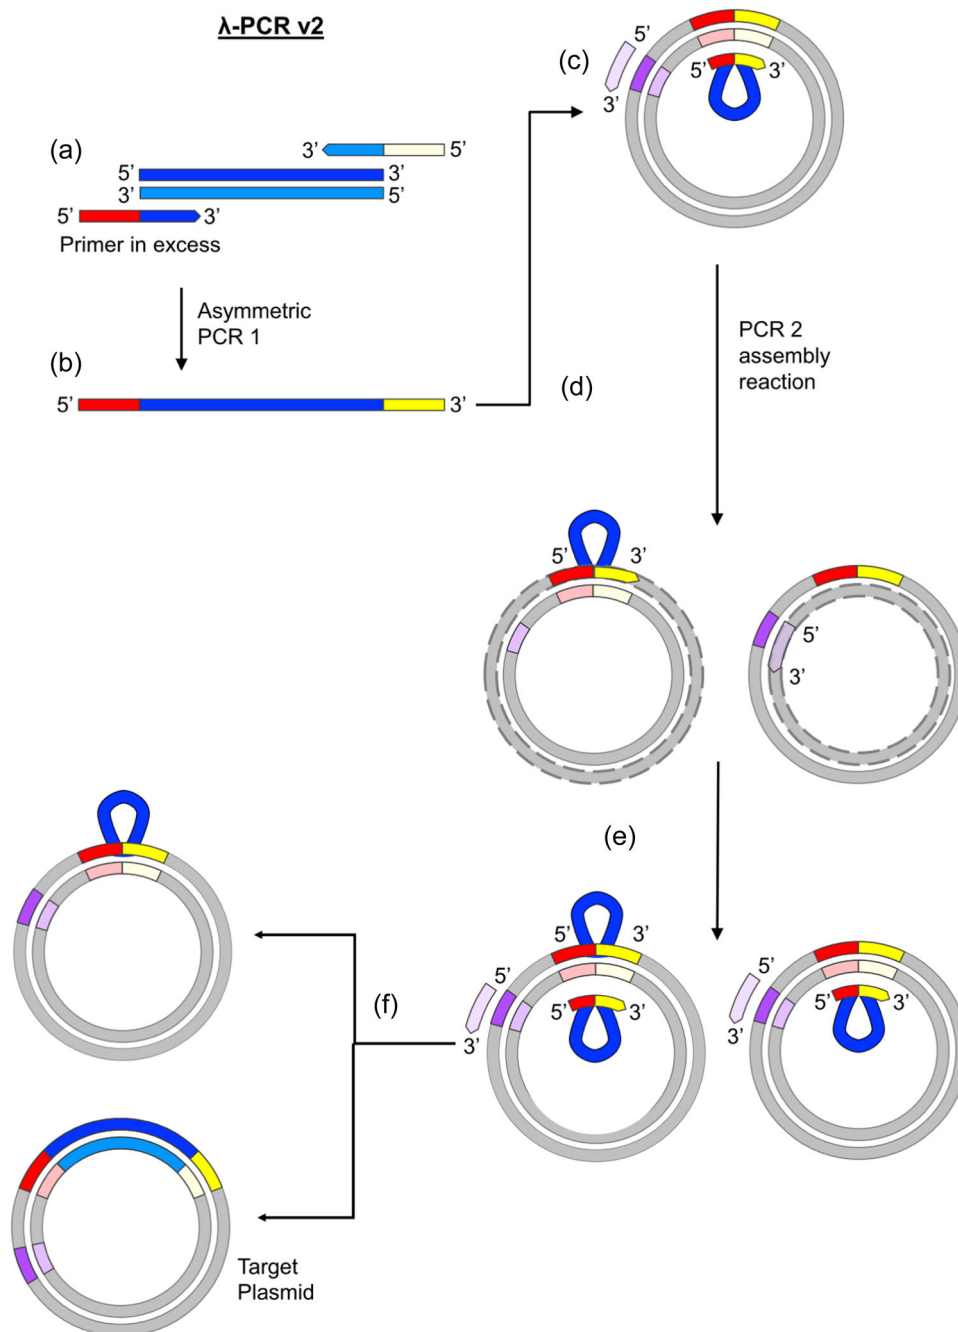 λ-PCR v2
(a)
3’ 5’
5’ 3’
3’ 5’
5’ 3’
Primer in excess
Asymmetric
PCR 1
(b)
5’ 3’
(c)
5’
3’
5’ 3’
PCR 2
assembly
reaction
(d)
5’ 3’
5’
3’
(e)
5’ 3’
5’
3’
5’ 3’
5’
3’
5’ 3’
(f)
Target
Plasmid